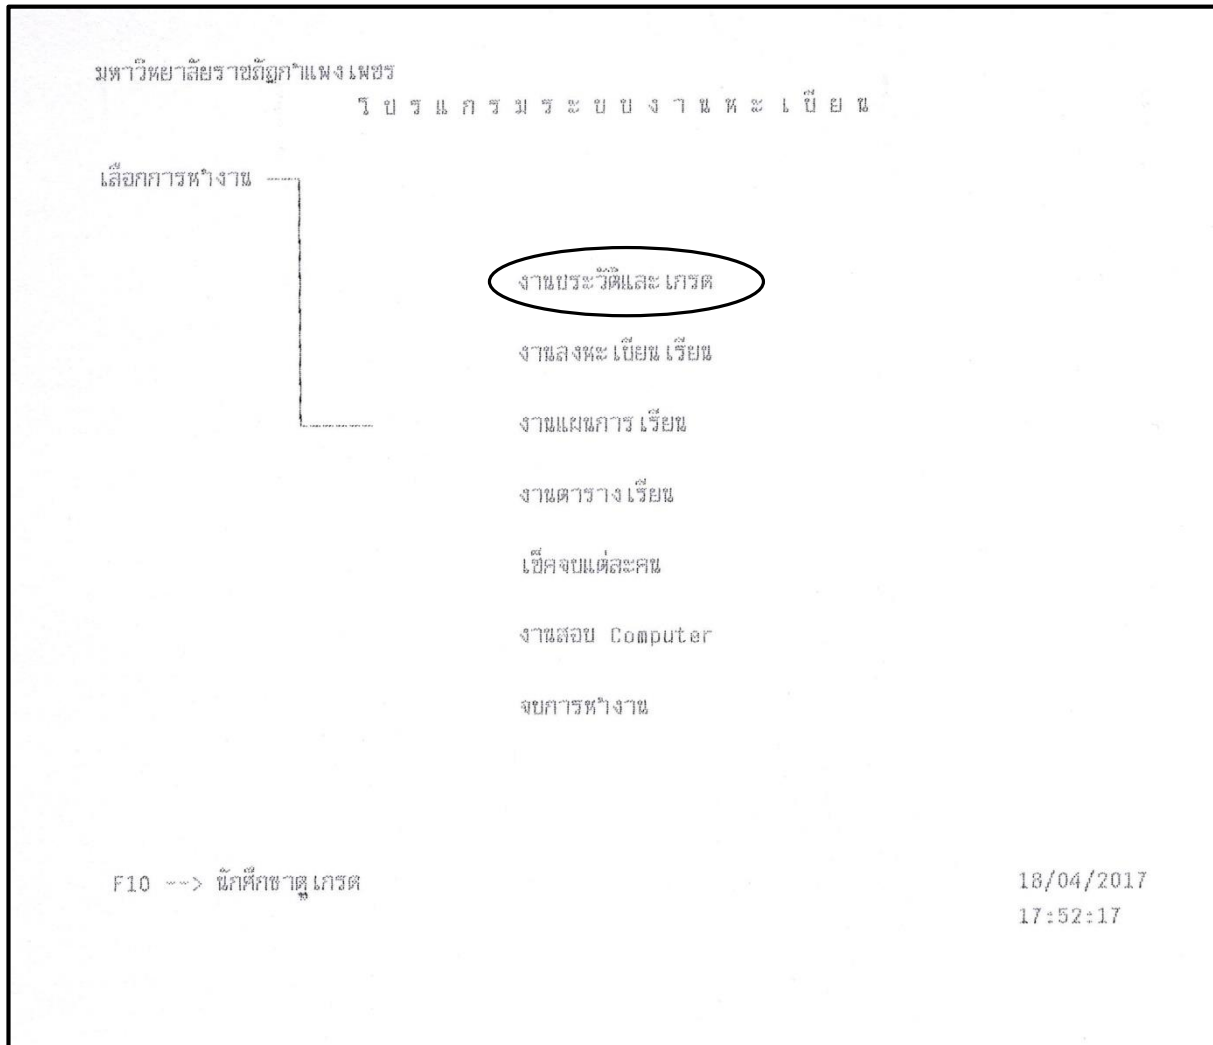 มหาวิทยาลัยราชภัฏกำแพงเพชร
โ ป ร แ ก ร ม ร ะ บ บ ง า น ท ะ เ บี ย น
เลือกการทำงาน
งานประวัติและเกรด
งานลงทะเบียนเรียน
งานแผนการเรียน
งานตารางเรียน
เช็คจบแต่ละคน
งานสอบ Computer
จบการทำงาน
F10 --> นักศึกษาดูเกรด
18/04/2017
17:52:17